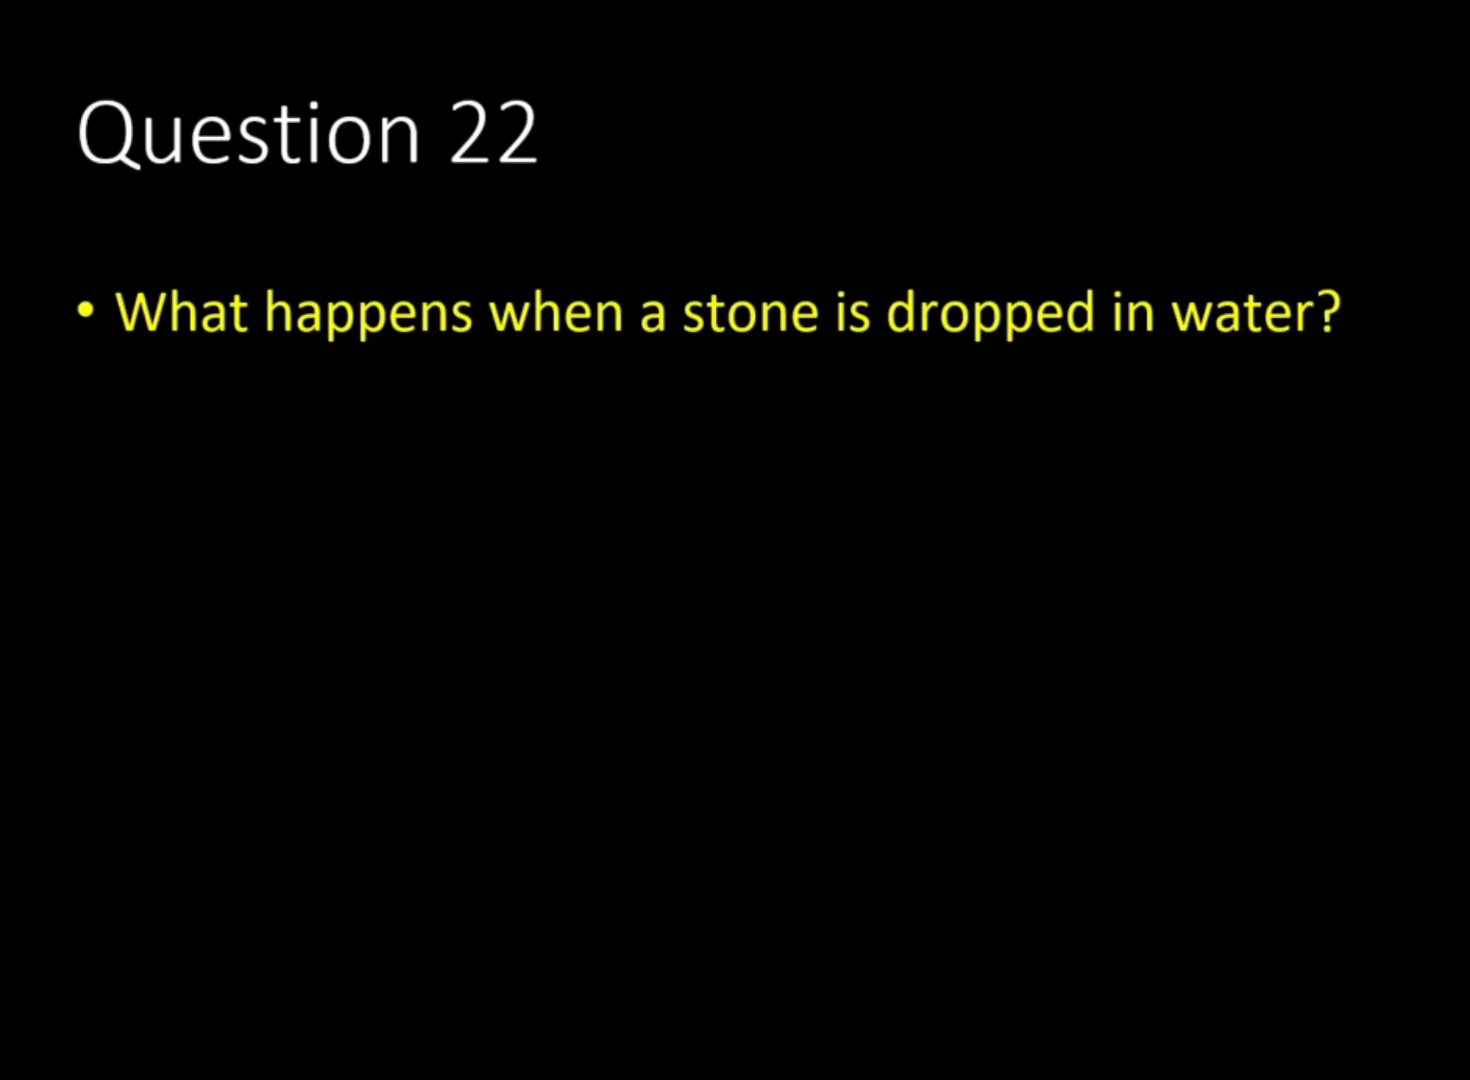 Question 22
• What happens when a stone is dropped in water?